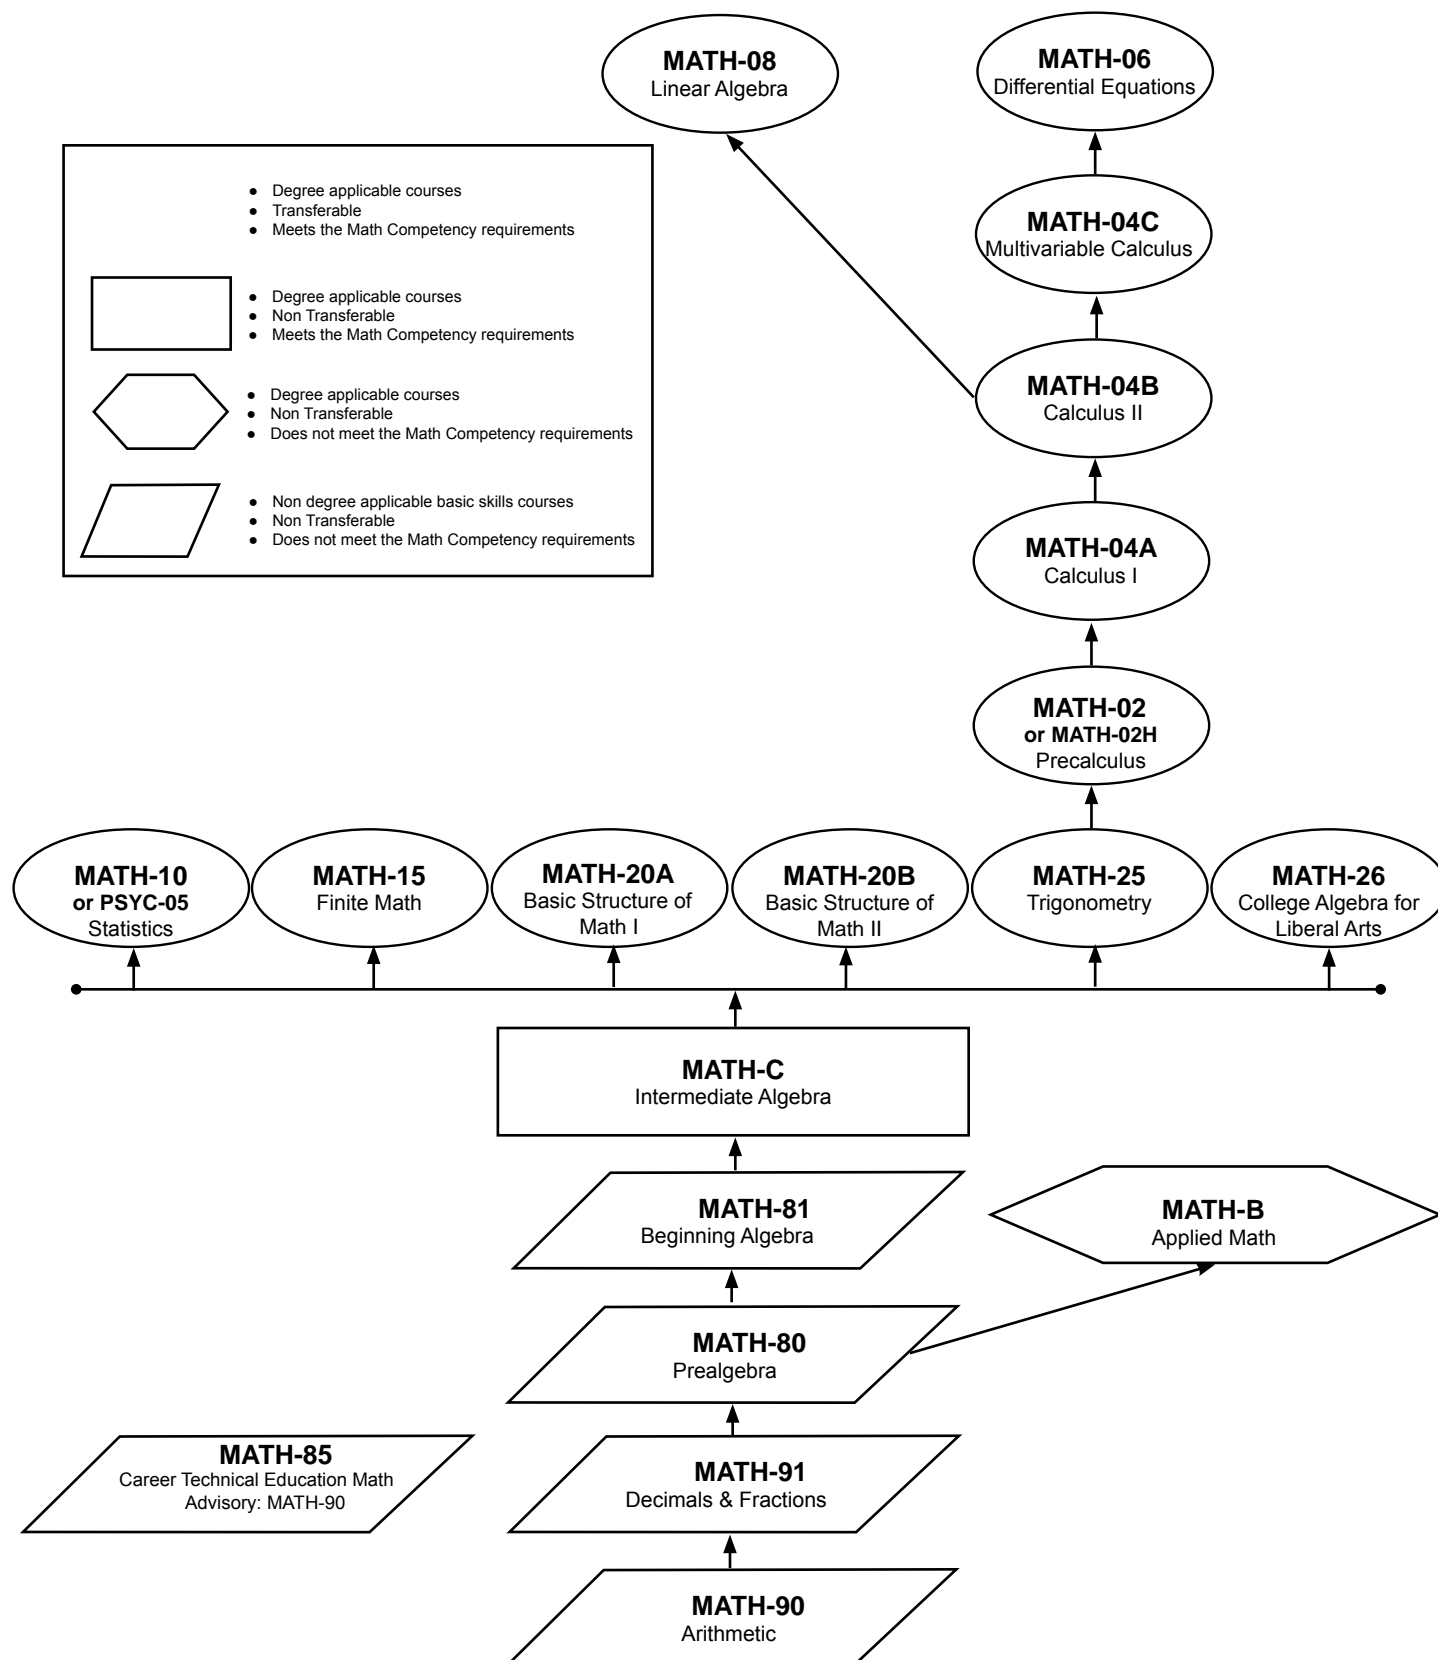 MATH-08
Linear Algebra
MATH-06
Differential Equations
● Degree applicable courses
● Transferable
● Meets the Math Competency requirements
● Degree applicable courses
● Non Transferable
● Meets the Math Competency requirements
● Degree applicable courses
● Non Transferable
● Does not meet the Math Competency requirements
● Non degree applicable basic skills courses
● Non Transferable
● Does not meet the Math Competency requirements
MATH-04C
Multivariable Calculus
MATH-04B
Calculus II
MATH-04A
Calculus I
MATH-02
or MATH-02H
Precalculus
MATH-10
or PSYC-05
Statistics
MATH-15
Finite Math
MATH-20A
Basic Structure of
Math I
MATH-20B
Basic Structure of
Math II
MATH-25
Trigonometry
MATH-26
College Algebra for
Liberal Arts
MATH-C
Intermediate Algebra
MATH-81
Beginning Algebra
MATH-B
Applied Math
MATH-80
Prealgebra
MATH-85
Career Technical Education Math
Advisory: MATH-90
MATH-91
Decimals & Fractions
MATH-90
Arithmetic